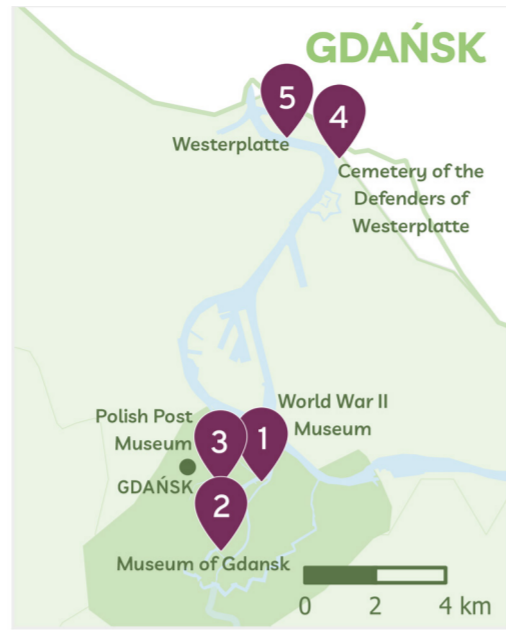 GDAŃSK
5
4
Westerplatte
Cemetery of the
Defenders of
Westerplatte
World War II
Museum
Polish Post
Museum
3
1
GDAŃSK
2
Museum of Gdansk
0 2 4 km